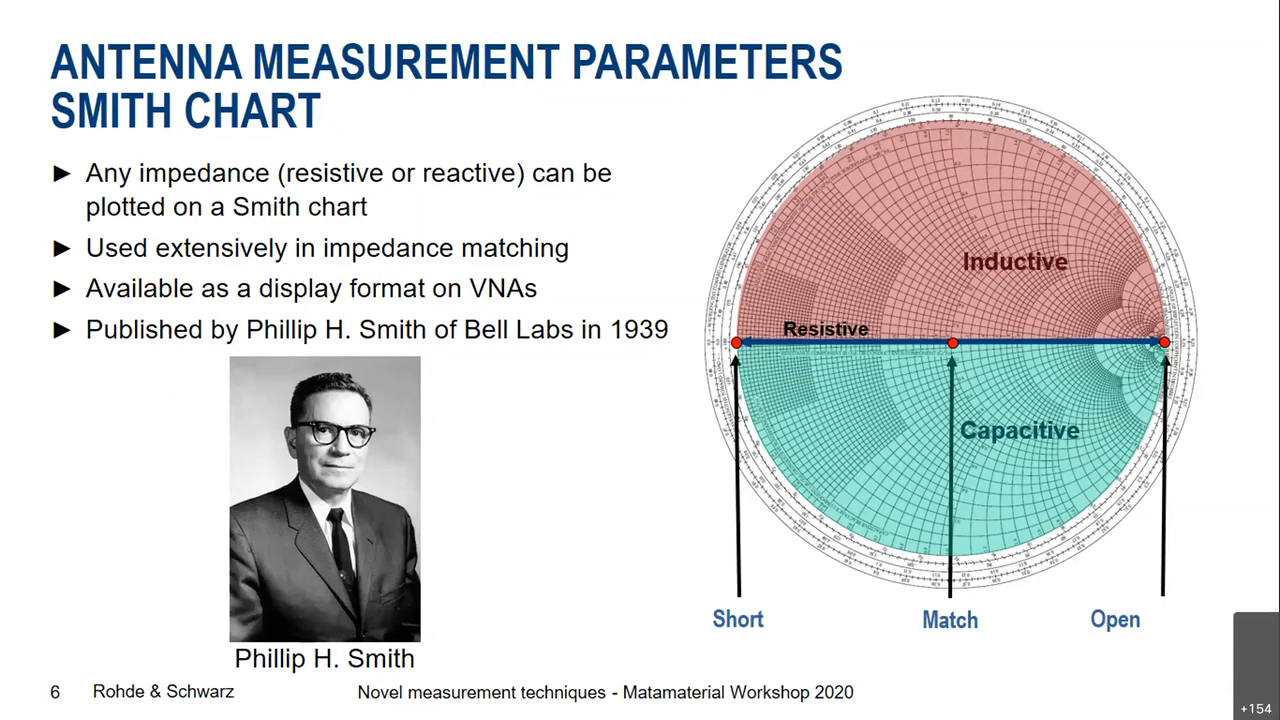 ANTENNA MEASUREMENT PARAMETERS
SMITH CHART
► Any impedance (resistive or reactive) can be
plotted on a Smith chart
► Used extensively in impedance matching
► Available as a display format on VNAs
► Published by Phillip H. Smith of Bell Labs in 1939
Inductive
Resistive
Capacitive
Short
Match
Open
Phillip H. Smith
6
Rohde & Schwarz
Novel measurement techniques - Matamaterial Workshop 2020
+154